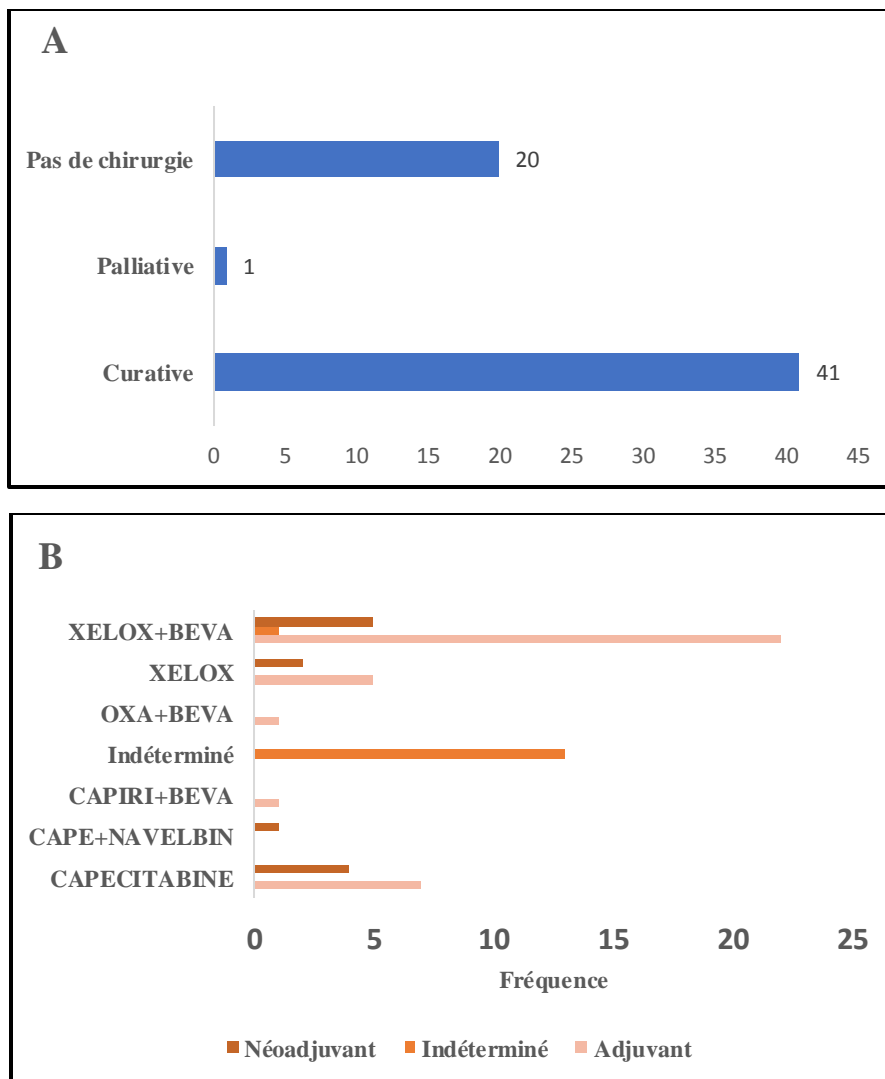 A
Pas de chirurgie
20
Palliative
1
Curative
41
0 5 10 15 20 25 30 35 40 45
B
XELOX+BEVA
XELOX
OXA+BEVA
Indéterminé
CAPIRI+BEVA
CAPE+NAVELBIN
CAPECITABINE
0 5 10 15 20 25
Fréquence
Néoadjuvant Indéterminé Adjuvant